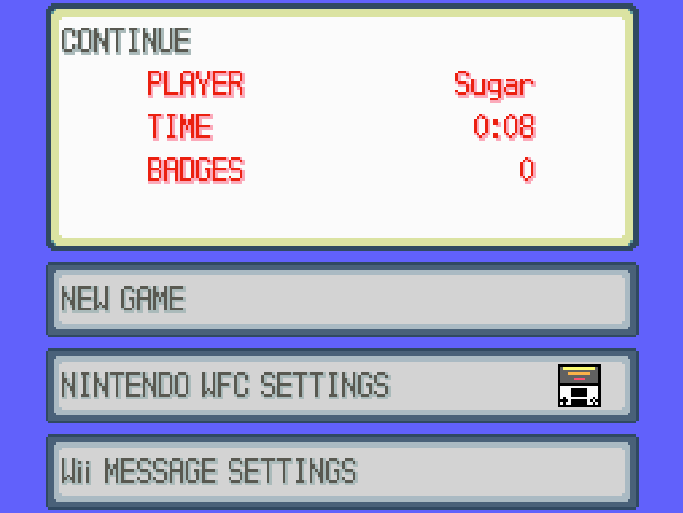 CONTINUE
PLAYER Sugar
TIME 0:08
BADGES 0
NEW GAME
NINTENDO WFC SETTINGS
Wii MESSAGE SETTINGS